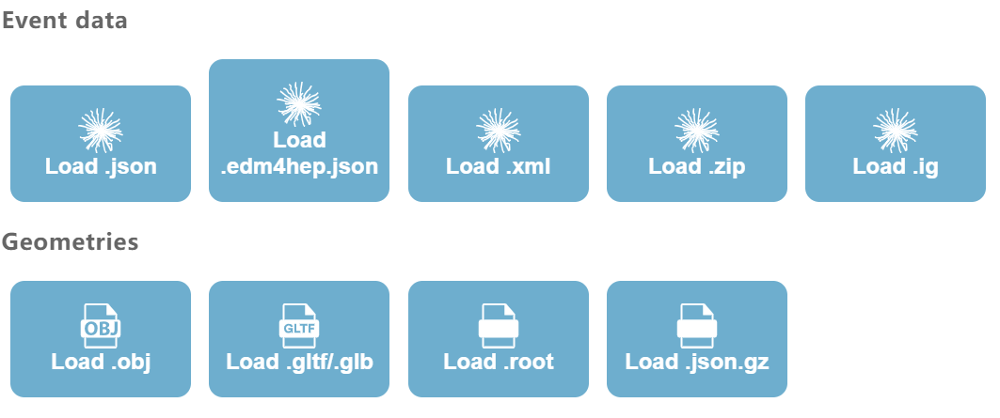 Event data
Load .json
Load
.edm4hep.json
Load .xml
Load .zip
Load .ig
Geometries
OBJ
Load .obj
GLTF
Load .gltf/.glb
Load .root
Load .json.gz